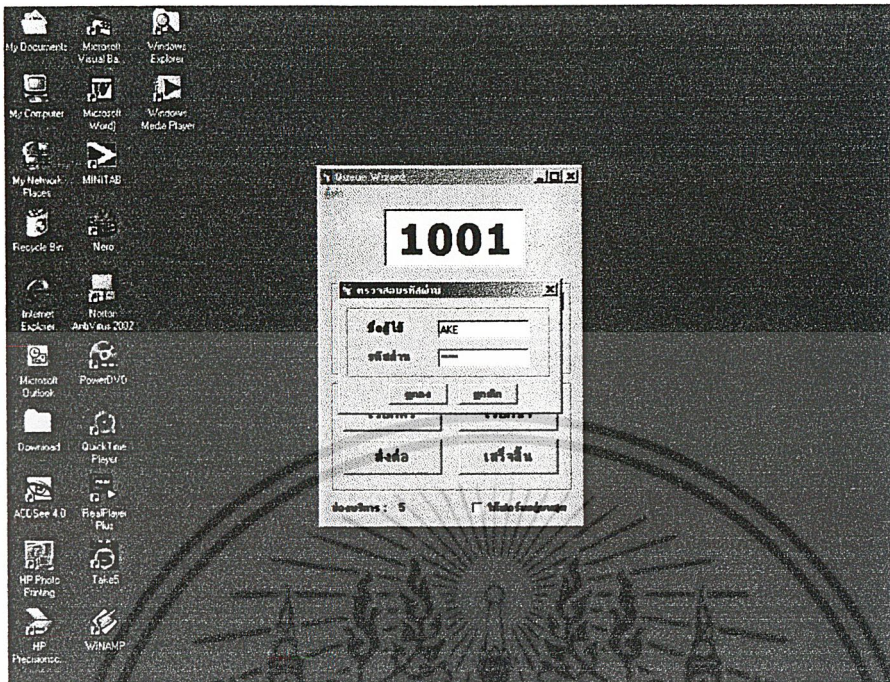 My Documents
Microsoft
Visual Ba...
Windows
Explorer
My Computer
Microsoft
Word)
Windows
Media Player
My Network
Places
MINITAB
Recycle Bin
Nero
Internet
Explorer
Norton
AntiVirus 2002
Microsoft
Outlook
PowerDVD
Download
QuickTime
Player
ACDSee 4.0
RealPlayer
Plus
HP Photo
Printing
Take5
HP
Precisionsc...
WINAMP
Queue Wizard
1001
ตรวจสอบรหัสผ่าน
ชื่อผู้ใช้
AKE
รหัสผ่าน
ตกลง
ยกเลิก
ส่งต่อ
เสร็จสิ้น
ช่องบริการ : 5